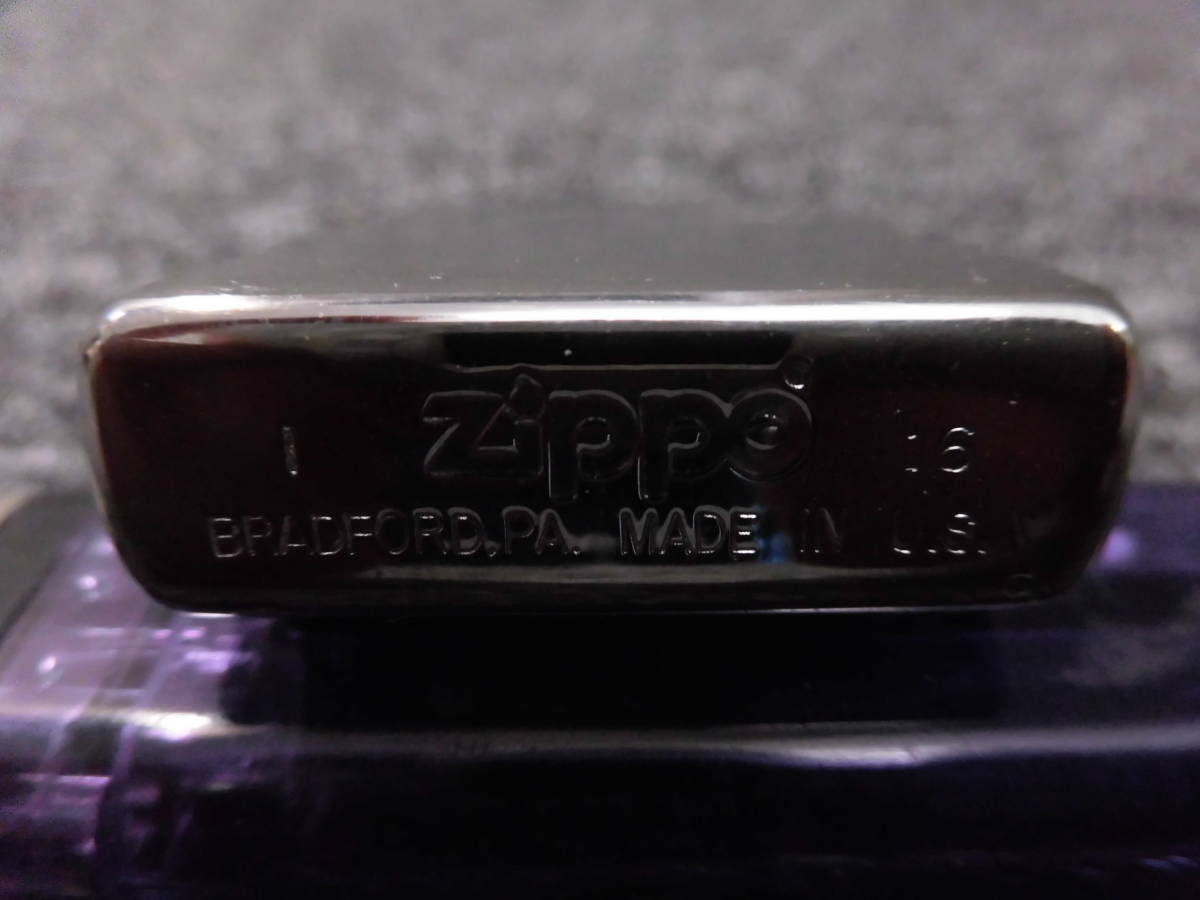 I Zippo® 16
BRADFORD, PA. MADE IN U.S.